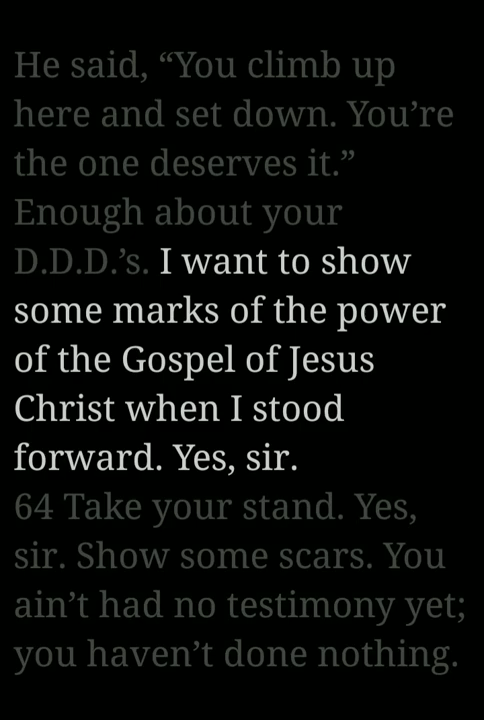 He said, “You climb up
here and set down. You’re
the one deserves it.”
Enough about your
D.D.D.’s. I want to show
some marks of the power
of the Gospel of Jesus
Christ when I stood
forward. Yes, sir.
64 Take your stand. Yes,
sir. Show some scars. You
ain’t had no testimony yet;
you haven’t done nothing.